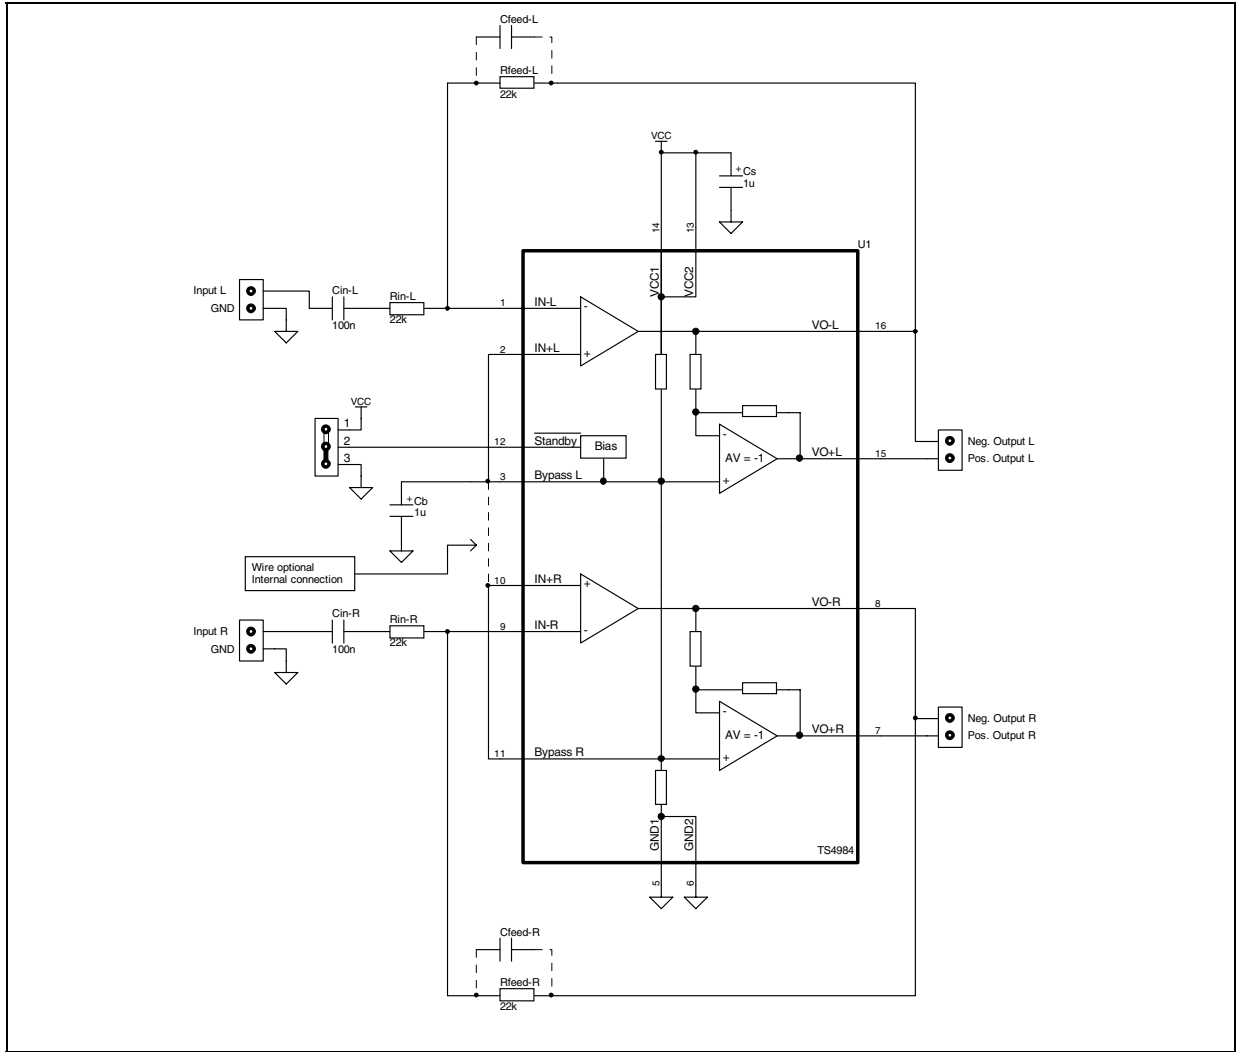 Cfeed-L
Rfeed-L
22k
VCC
+
Cs
1u
14
13
U1
VCC1
VCC2
Input L
GND
Cin-L
100n
Rin-L
22k
1
IN-L
-
2
IN+L
+
VO-L
16
VCC
1
2
3
12
Standby
Bias
-
AV = -1
+
VO+L
15
Neg. Output L
Pos. Output L
3
Bypass L
+
Cb
1u
Wire optional
Internal connection
10
IN+R
+
VO-R
8
Input R
GND
Cin-R
100n
Rin-R
22k
9
IN-R
-
-
AV = -1
+
VO+R
7
Neg. Output R
Pos. Output R
11
Bypass R
GND1
GND2
TS4984
5
6
Cfeed-R
Rfeed-R
22k